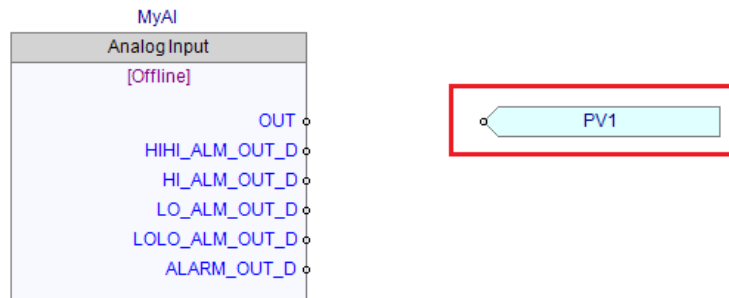 MyAI
Analog Input
[Offline]
OUT
PV1
HIHI_ALM_OUT_D
HI_ALM_OUT_D
LO_ALM_OUT_D
LOLO_ALM_OUT_D
ALARM_OUT_D